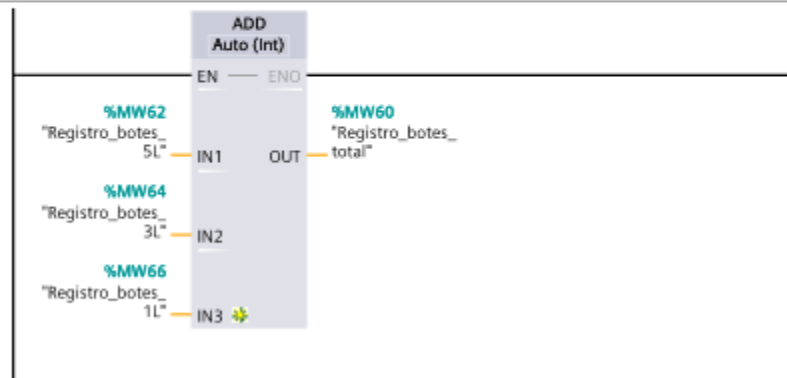 ADD
Auto (Int)
EN
ENO
%MW62
"Registro_botes_
5L"
IN1
%MW60
"Registro_botes_
total"
OUT
%MW64
"Registro_botes_
3L"
IN2
%MW66
"Registro_botes_
1L"
IN3